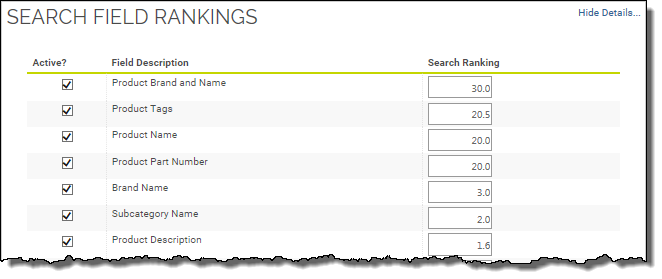 SEARCH FIELD RANKINGS
Hide Details...
Active? Field Description Search Ranking
Product Brand and Name 30.0
Product Tags 20.5
Product Name 20.0
Product Part Number 20.0
Brand Name 3.0
Subcategory Name 2.0
Product Description 1.6